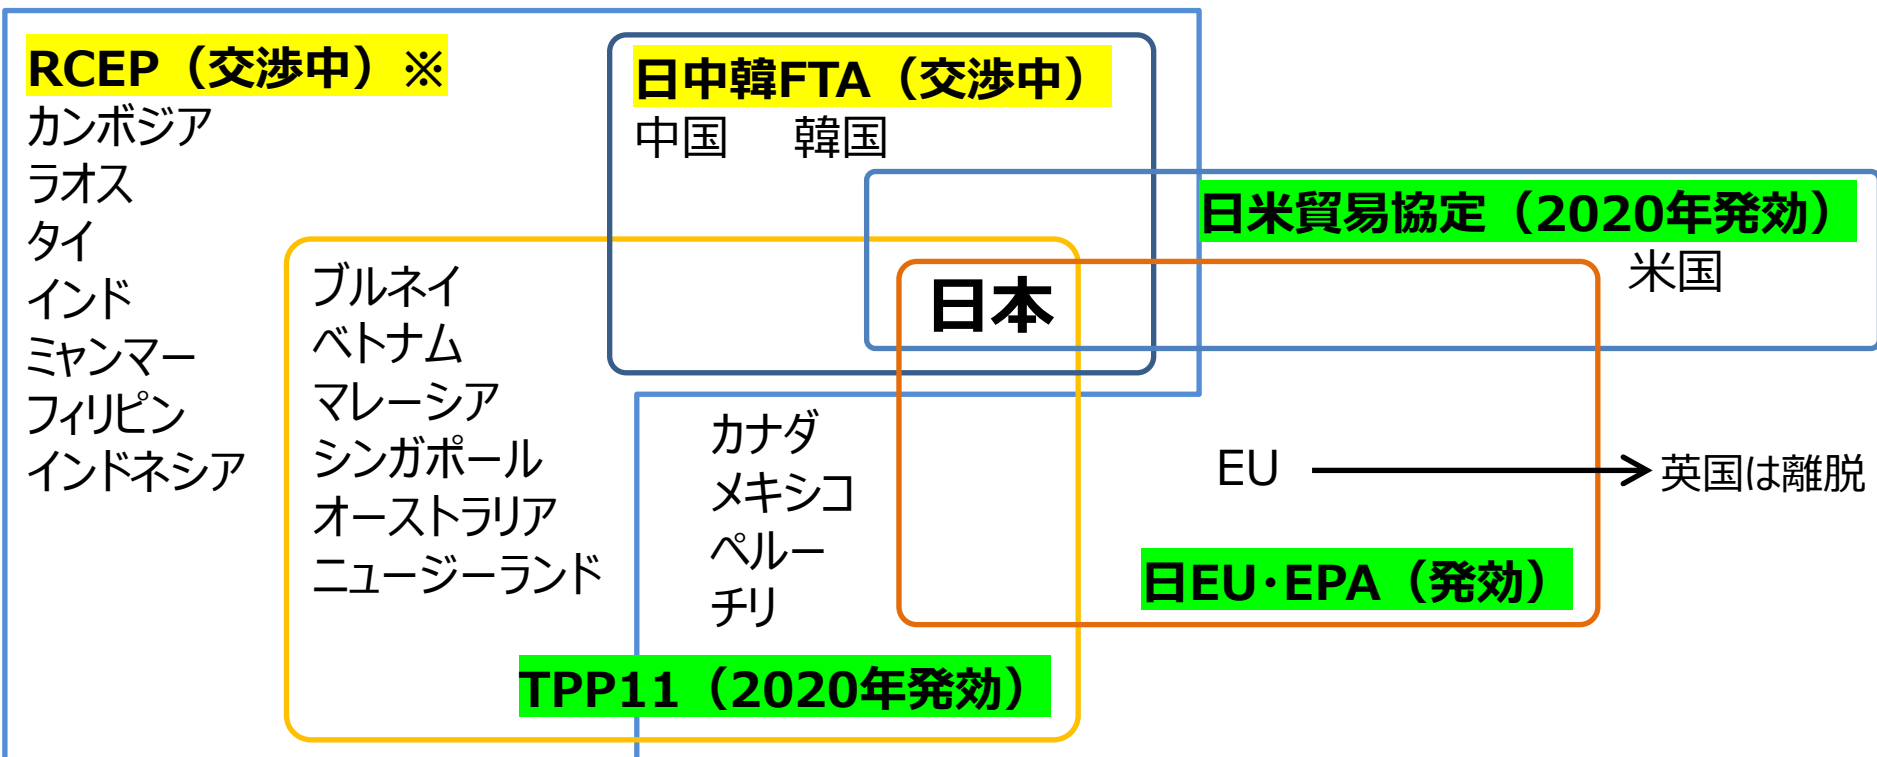 RCEP（交渉中）※
カンボジア
ラオス
タイ
インド
ミャンマー
フィリピン
インドネシア
日中韓FTA（交渉中）
中国　韓国
日米貿易協定（2020年発効）
米国
日本
ブルネイ
ベトナム
マレーシア
シンガポール
オーストラリア
ニュージーランド
カナダ
メキシコ
ペルー
チリ
EU
英国は離脱
日EU･EPA（発効）
TPP11（2020年発効）